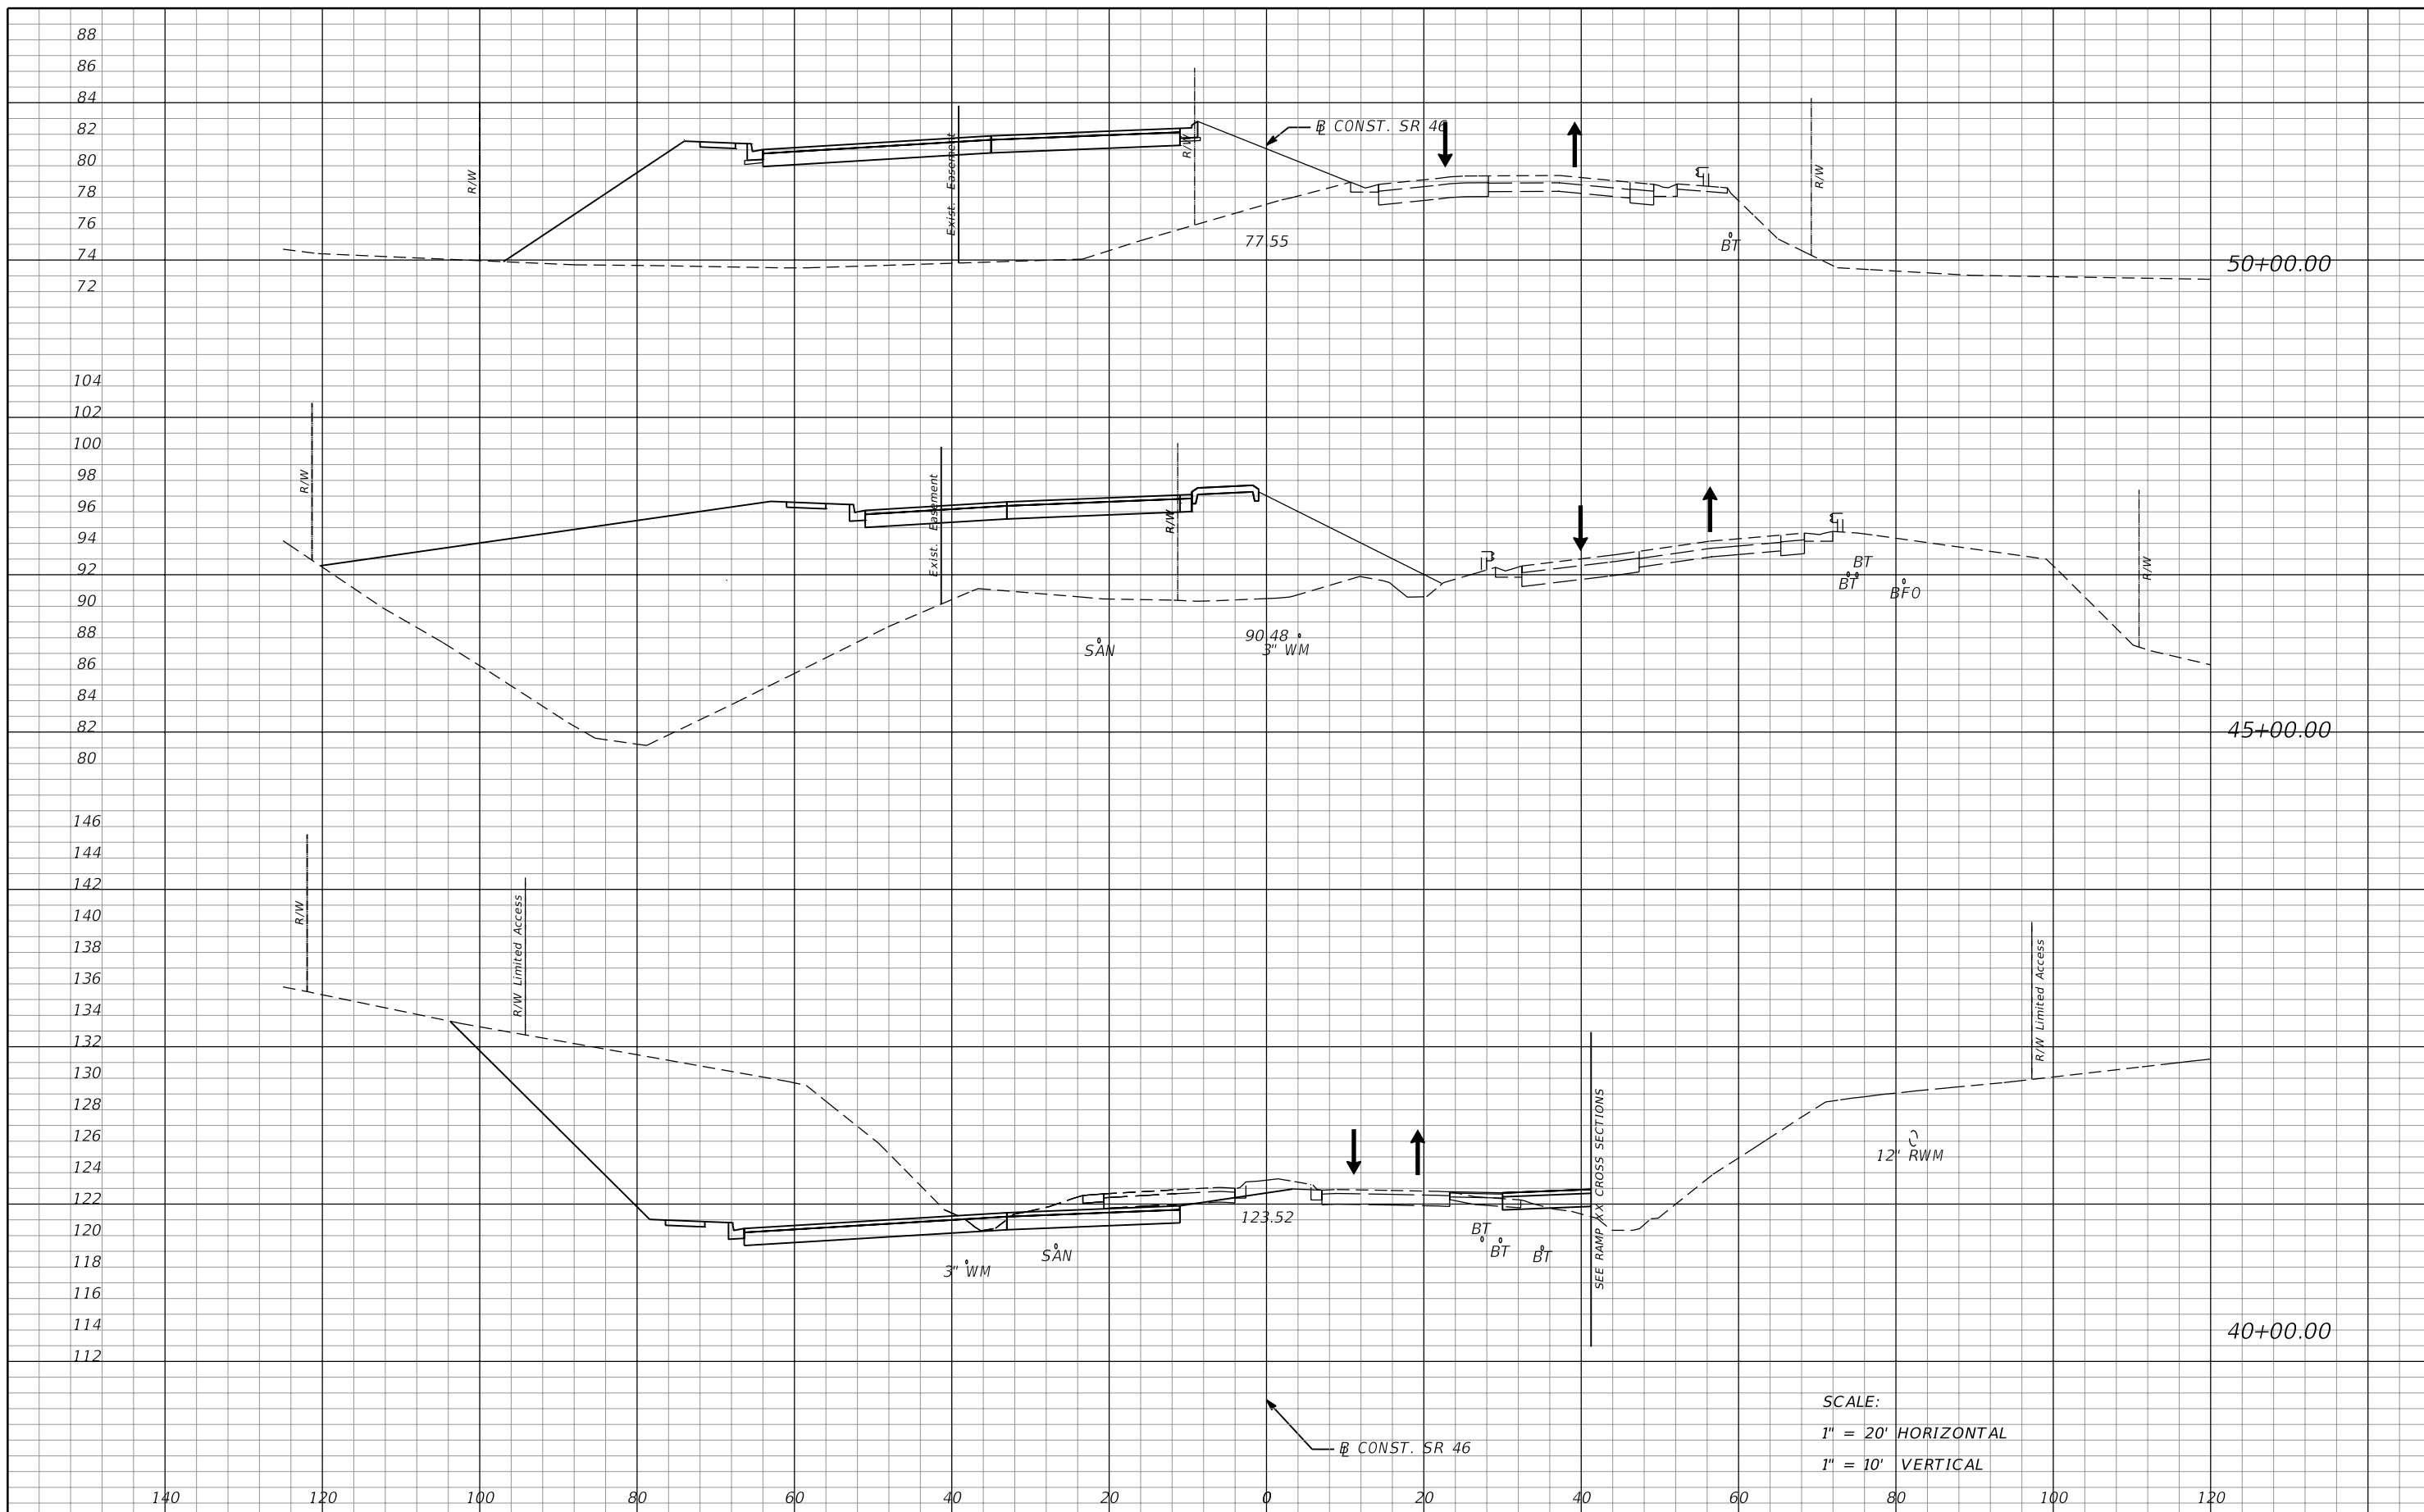 88
86
84
82
80
78
76
74
72
R/W
Exist. Easement
R/W
B CONST. SR 46
R/W
77.55
BT
50+00.00
104
102
100
98
96
94
92
90
88
86
84
82
80
R/W
Exist. Easement
R/W
R/W
BT
BT
BFO
SAN
90.48
3" WM
45+00.00
146
144
142
140
138
136
134
132
130
128
126
124
122
120
118
116
114
112
R/W
R/W Limited Access
R/W Limited Access
SEE RAMP XX CROSS SECTIONS
12' RWM
123.52
BT
BT
BT
SAN
3" WM
40+00.00
B CONST. SR 46
SCALE:
1" = 20' HORIZONTAL
1" = 10' VERTICAL
140 120 100 80 60 40 20 0 20 40 60 80 100 120